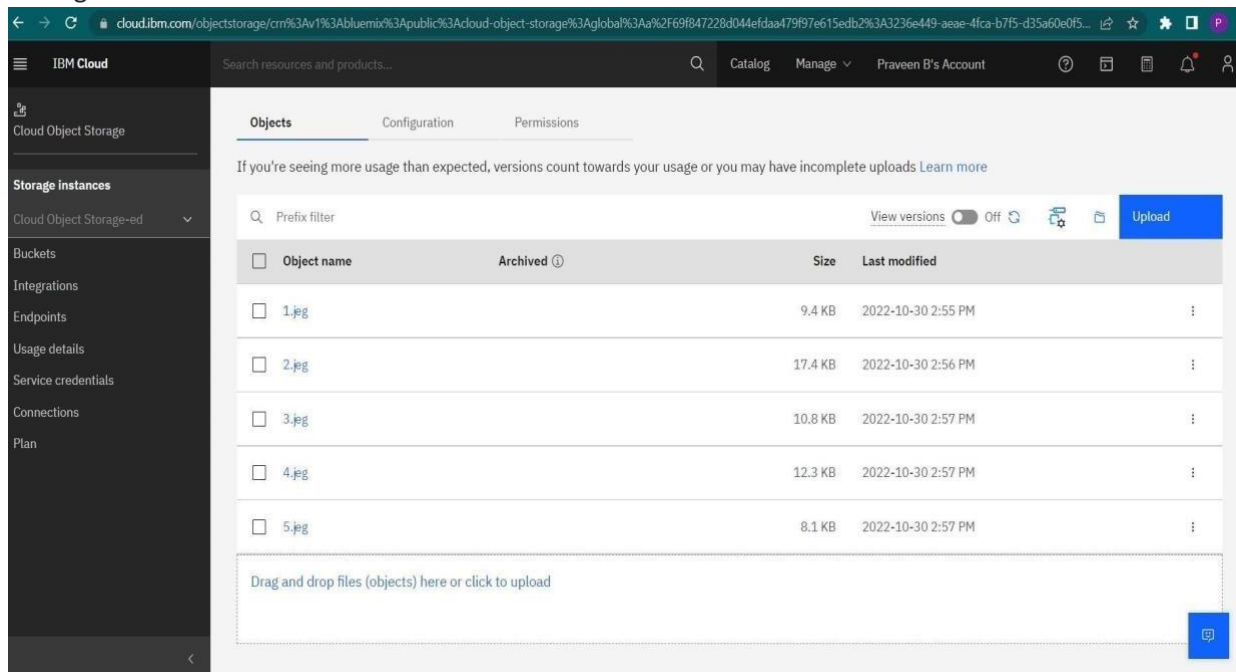 cloud.ibm.com/objectstorage/crn%3Av1%3Abluemix%3Apublic%3Acloud-object-storage%3Aglobal%3Aa%2F69f847228d044efdaa479f97e615edb2%3A3236e449-aeae-4fca-b7f5-d35a60e0f5... P
IBM Cloud Search resources and products... Catalog Manage Praveen B's Account
Cloud Object Storage
Storage instances
Cloud Object Storage-ed
Buckets
Integrations
Endpoints
Usage details
Service credentials
Connections
Plan
Objects Configuration Permissions
If you're seeing more usage than expected, versions count towards your usage or you may have incomplete uploads Learn more
Prefix filter View versions Off Upload
Object name Archived Size Last modified
1.jeg 9.4 KB 2022-10-30 2:55 PM
2.jeg 17.4 KB 2022-10-30 2:56 PM
3.jeg 10.8 KB 2022-10-30 2:57 PM
4.jeg 12.3 KB 2022-10-30 2:57 PM
5.jeg 8.1 KB 2022-10-30 2:57 PM
Drag and drop files (objects) here or click to upload